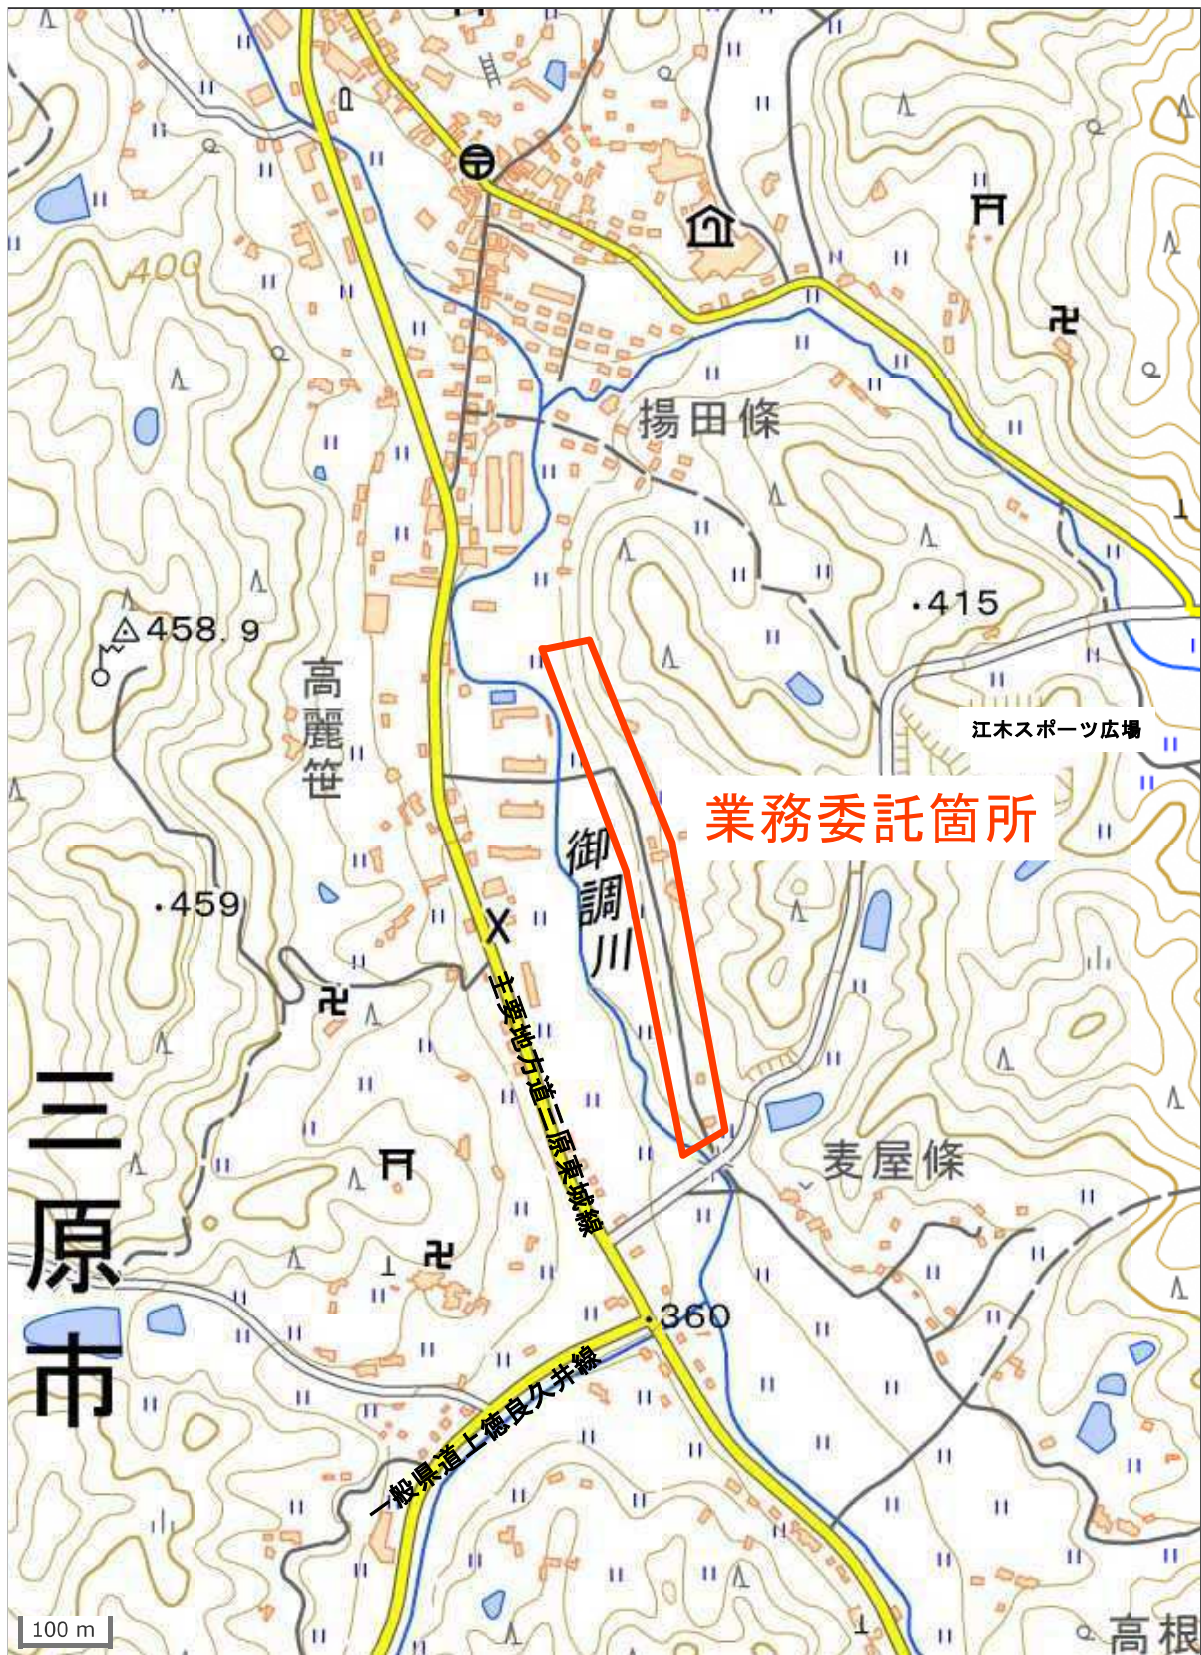 400
揚田條
・415
458.9
高麗笹
江木スポーツ広場
業務委託箇所
御調川
・459
主要地方道三原東城線
三原市
麦屋條
・360
一般県道上徳良久井線
100 m
高根